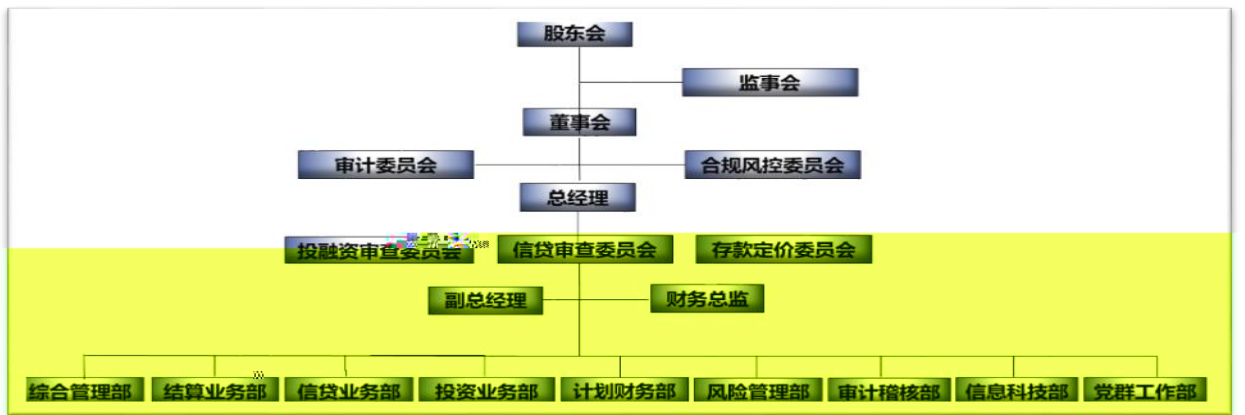 股东会
监事会
董事会
审计委员会
合规风控委员会
总经理
投融资审查委员会
信贷审查委员会
存款定价委员会
副总经理
财务总监
综合管理部
结算业务部
信贷业务部
投资业务部
计划财务部
风险管理部
审计稽核部
信息科技部
党群工作部